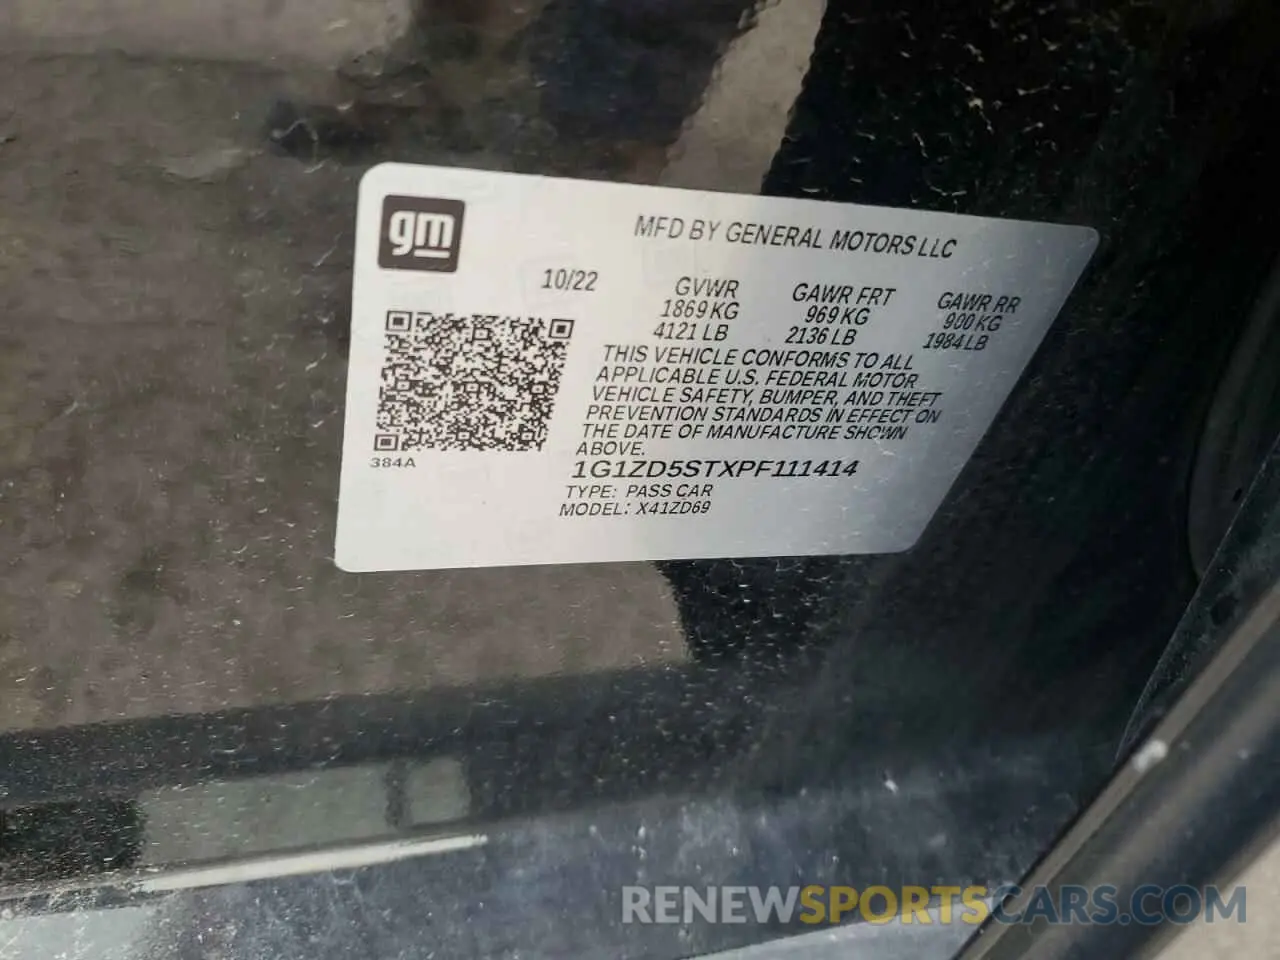 gm
MFD BY GENERAL MOTORS LLC
10/22
GVWR GAWR FRT GAWR RR
1869 KG 969 KG 900 KG
4121 LB 2136 LB 1984 LB
THIS VEHICLE CONFORMS TO ALL
APPLICABLE U.S. FEDERAL MOTOR
VEHICLE SAFETY, BUMPER, AND THEFT
PREVENTION STANDARDS IN EFFECT ON
THE DATE OF MANUFACTURE SHOWN
ABOVE.
384A
1G1ZD5STXPF111414
TYPE: PASS CAR
MODEL: X41ZD69
RENEWSPORTSCARS.COM